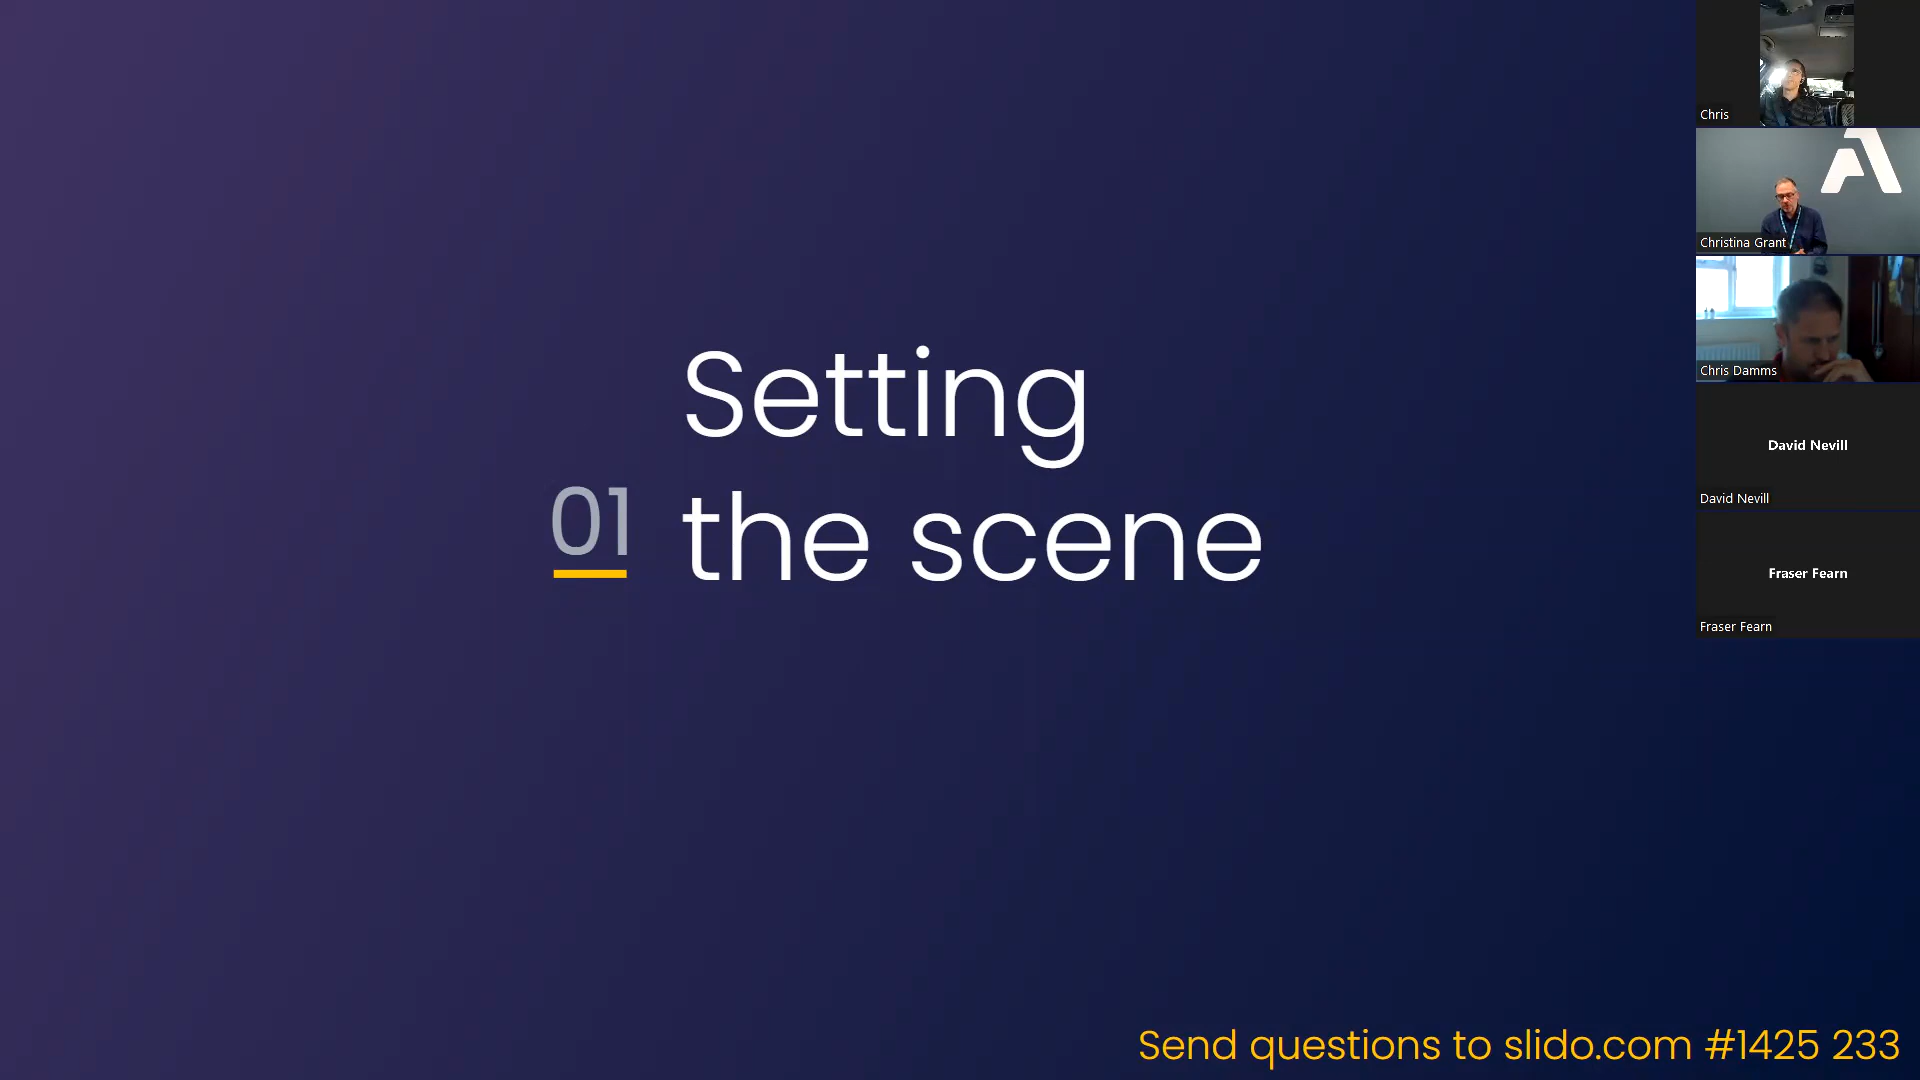 Setting
01 the scene
Send questions to slido.com #1425 233
Chris
Christina Grant
Chris Damms
David Nevill
David Nevill
Fraser Fearn
Fraser Fearn